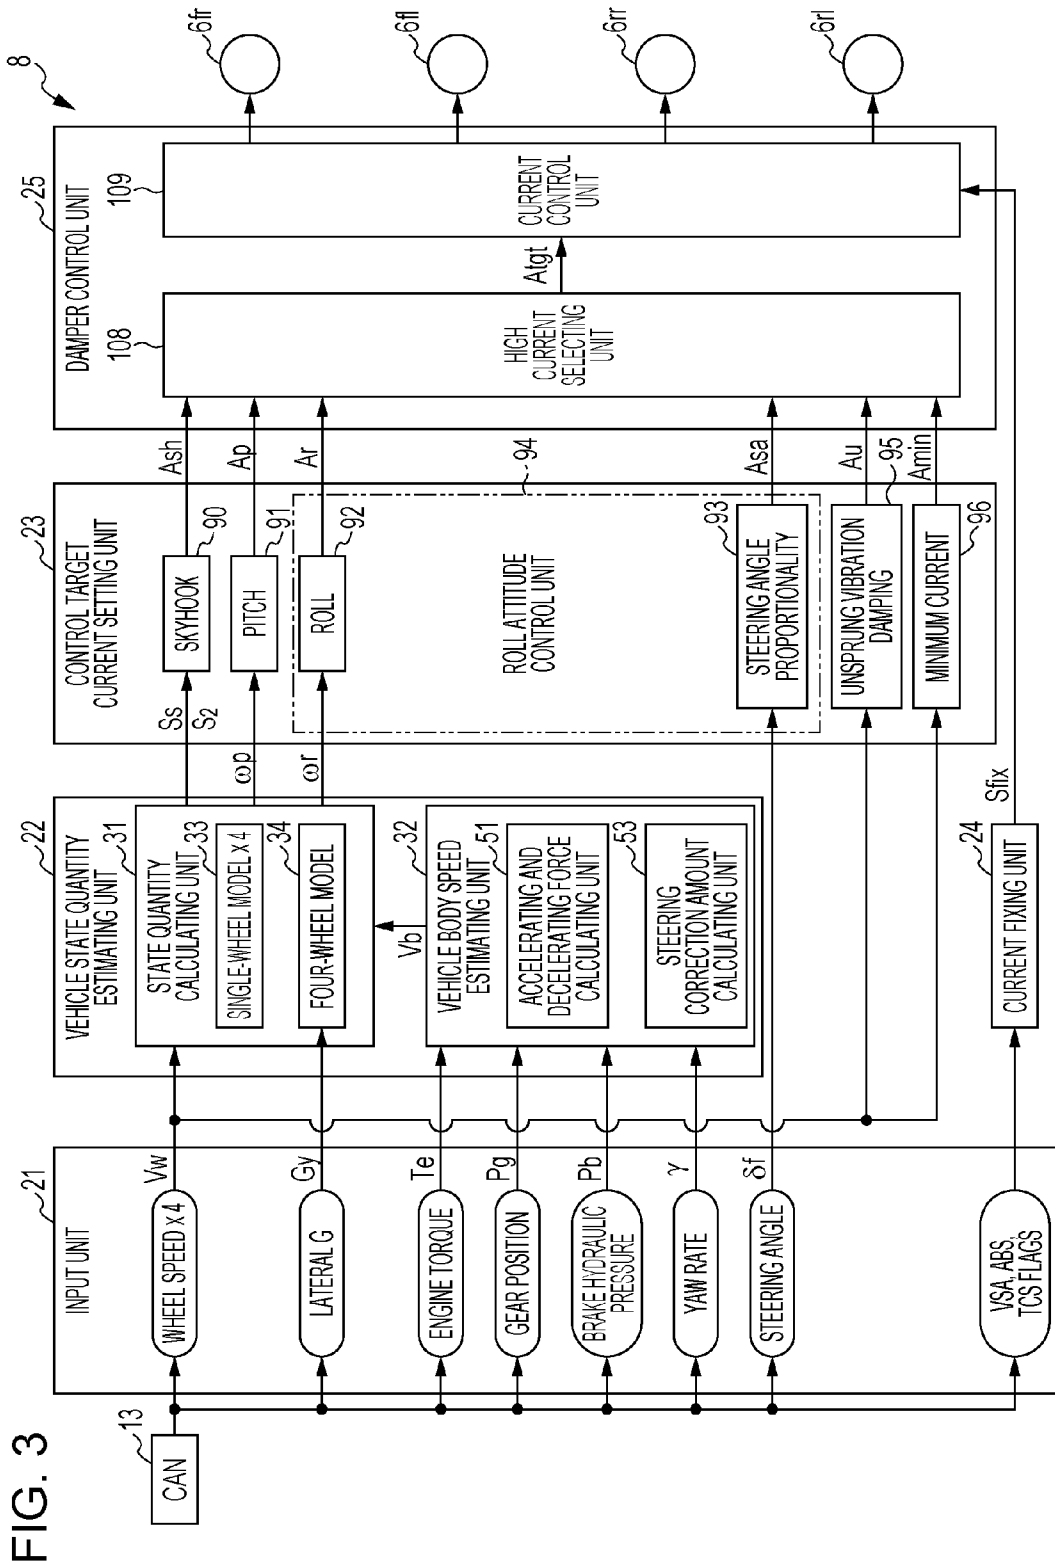 FIG. 3
8
13
CAN
21
INPUT UNIT
WHEEL SPEED x 4
Vw
LATERAL G
Gy
ENGINE TORQUE
Te
GEAR POSITION
Pg
BRAKE HYDRAULIC
PRESSURE
Pb
YAW RATE
γ
STEERING ANGLE
δf
VSA, ABS,
TCS FLAGS
22
VEHICLE STATE QUANTITY
ESTIMATING UNIT
31
STATE QUANTITY
CALCULATING UNIT
33
SINGLE-WHEEL MODEL x 4
34
FOUR-WHEEL MODEL
Vb
32
VEHICLE BODY SPEED
ESTIMATING UNIT
51
ACCELERATING AND
DECELERATING FORCE
CALCULATING UNIT
53
STEERING
CORRECTION AMOUNT
CALCULATING UNIT
24
CURRENT FIXING UNIT
Sfix
Ss
S2
ωp
ωr
23
CONTROL TARGET
CURRENT SETTING UNIT
SKYHOOK
90
PITCH
91
ROLL
92
ROLL ATTITUDE
CONTROL UNIT
94
93
STEERING ANGLE
PROPORTIONALITY
UNSPRUNG VIBRATION
DAMPING
95
MINIMUM CURRENT
96
Ash
Ap
Ar
Asa
Au
Amin
25
DAMPER CONTROL UNIT
108
HIGH
CURRENT
SELECTING
UNIT
Atgt
109
CURRENT
CONTROL
UNIT
6fr
6fl
6rr
6rl